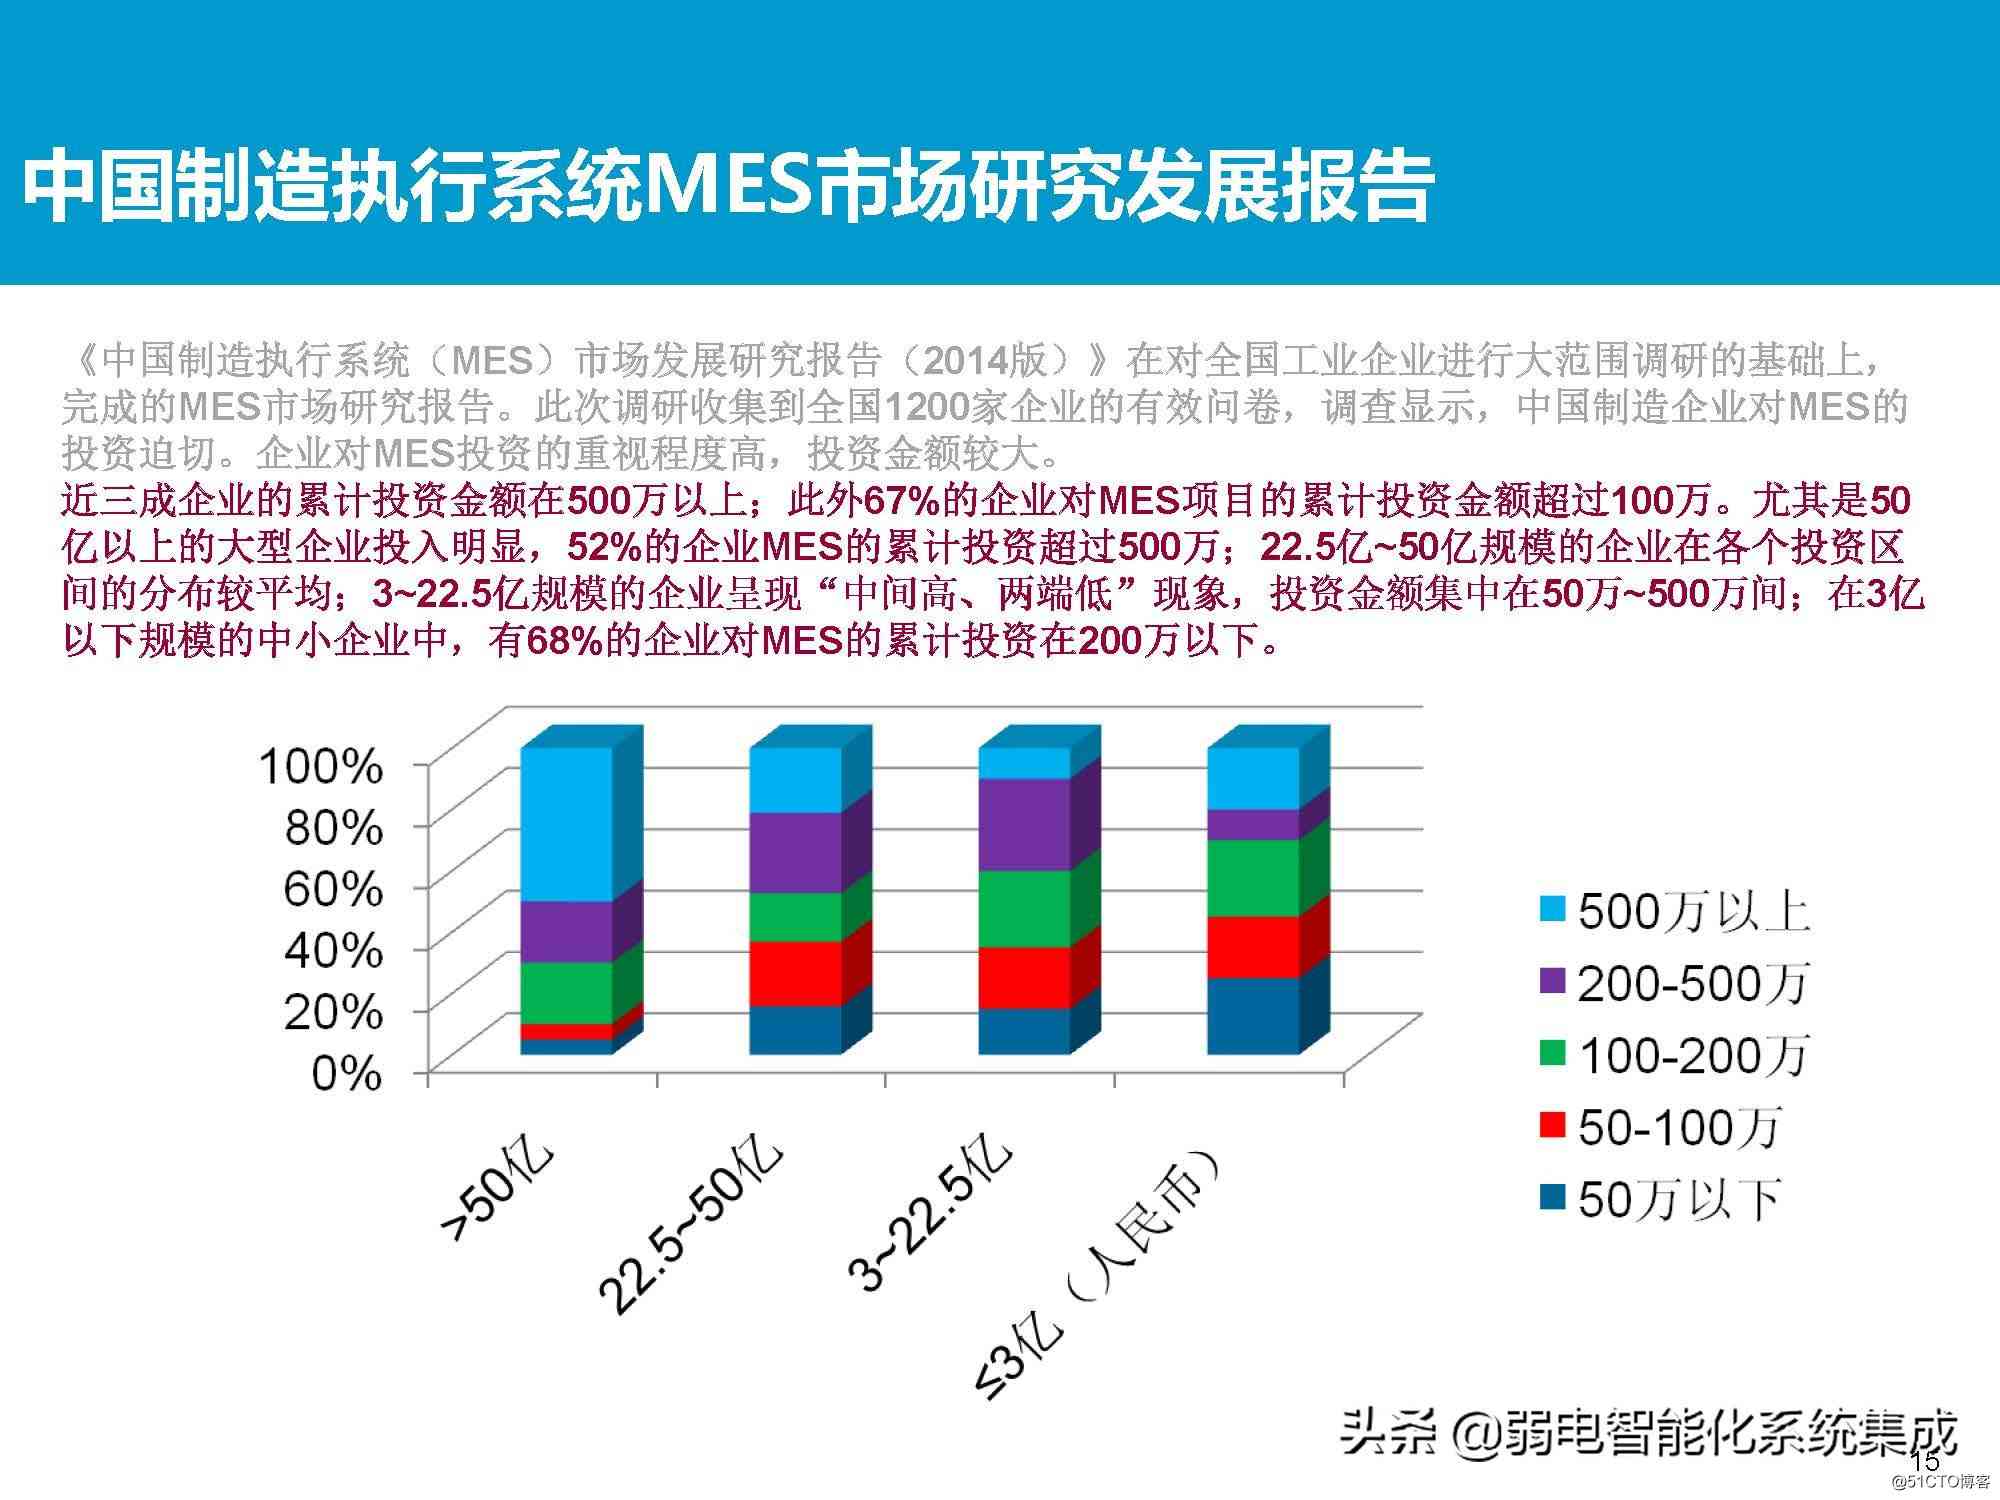 中国制造执行系统MES市场研究发展报告
《中国制造执行系统（MES）市场发展研究报告（2014版）》在对全国工业企业进行大范围调研的基础上，
完成的MES市场研究报告。此次调研收集到全国1200家企业的有效问卷，调查显示，中国制造企业对MES的
投资迫切。企业对MES投资的重视程度高，投资金额较大。
近三成企业的累计投资金额在500万以上；此外67%的企业对MES项目的累计投资金额超过100万。尤其是50
亿以上的大型企业投入明显，52%的企业MES的累计投资超过500万；22.5亿~50亿规模的企业在各个投资区
间的分布较平均；3~22.5亿规模的企业呈现“中间高、两端低”现象，投资金额集中在50万~500万间；在3亿
以下规模的中小企业中，有68%的企业对MES的累计投资在200万以下。
100%
80%
60%
40%
20%
0%
>50亿
22.5~50亿
3~22.5亿
≤3亿（人民币）
500万以上
200-500万
100-200万
50-100万
50万以下
头条 @弱电智能化系统集成
15
@51CTO博客